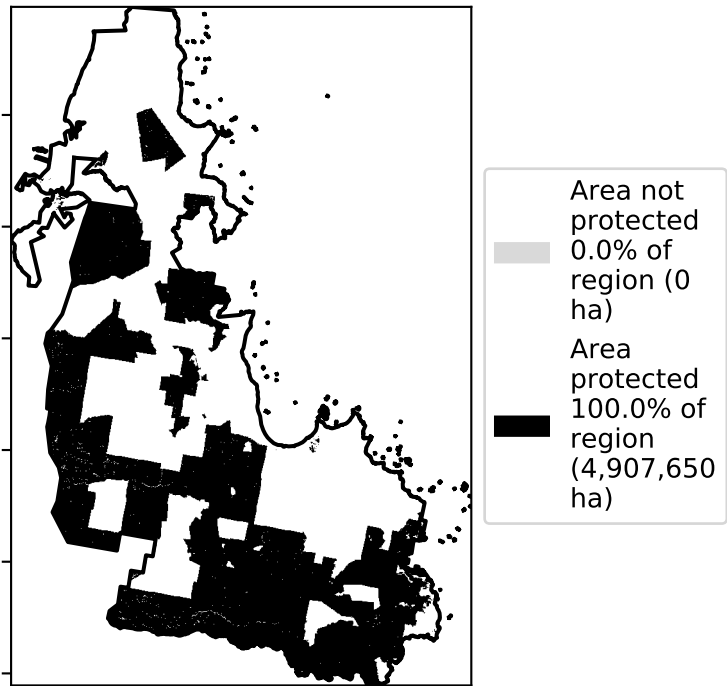 Area not
protected
0.0% of
region (0
ha)
Area
protected
100.0% of
region
(4,907,650
ha)